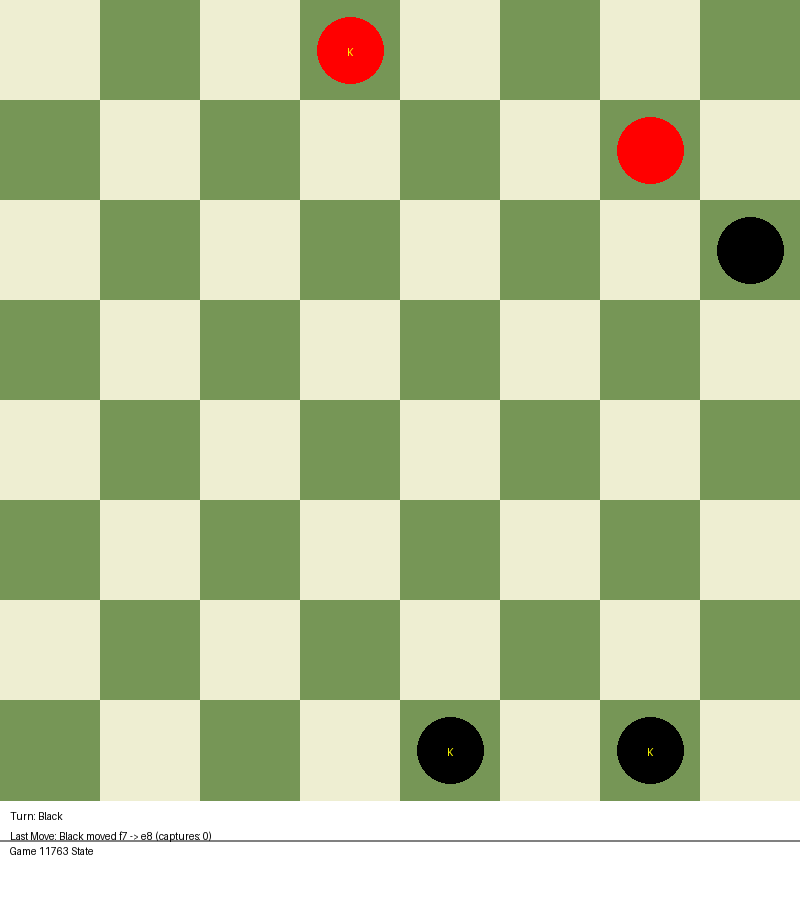 K
K
K
Turn: Black
Last Move: Black moved f7 -> e8 (captures: 0)
Game 11763 State